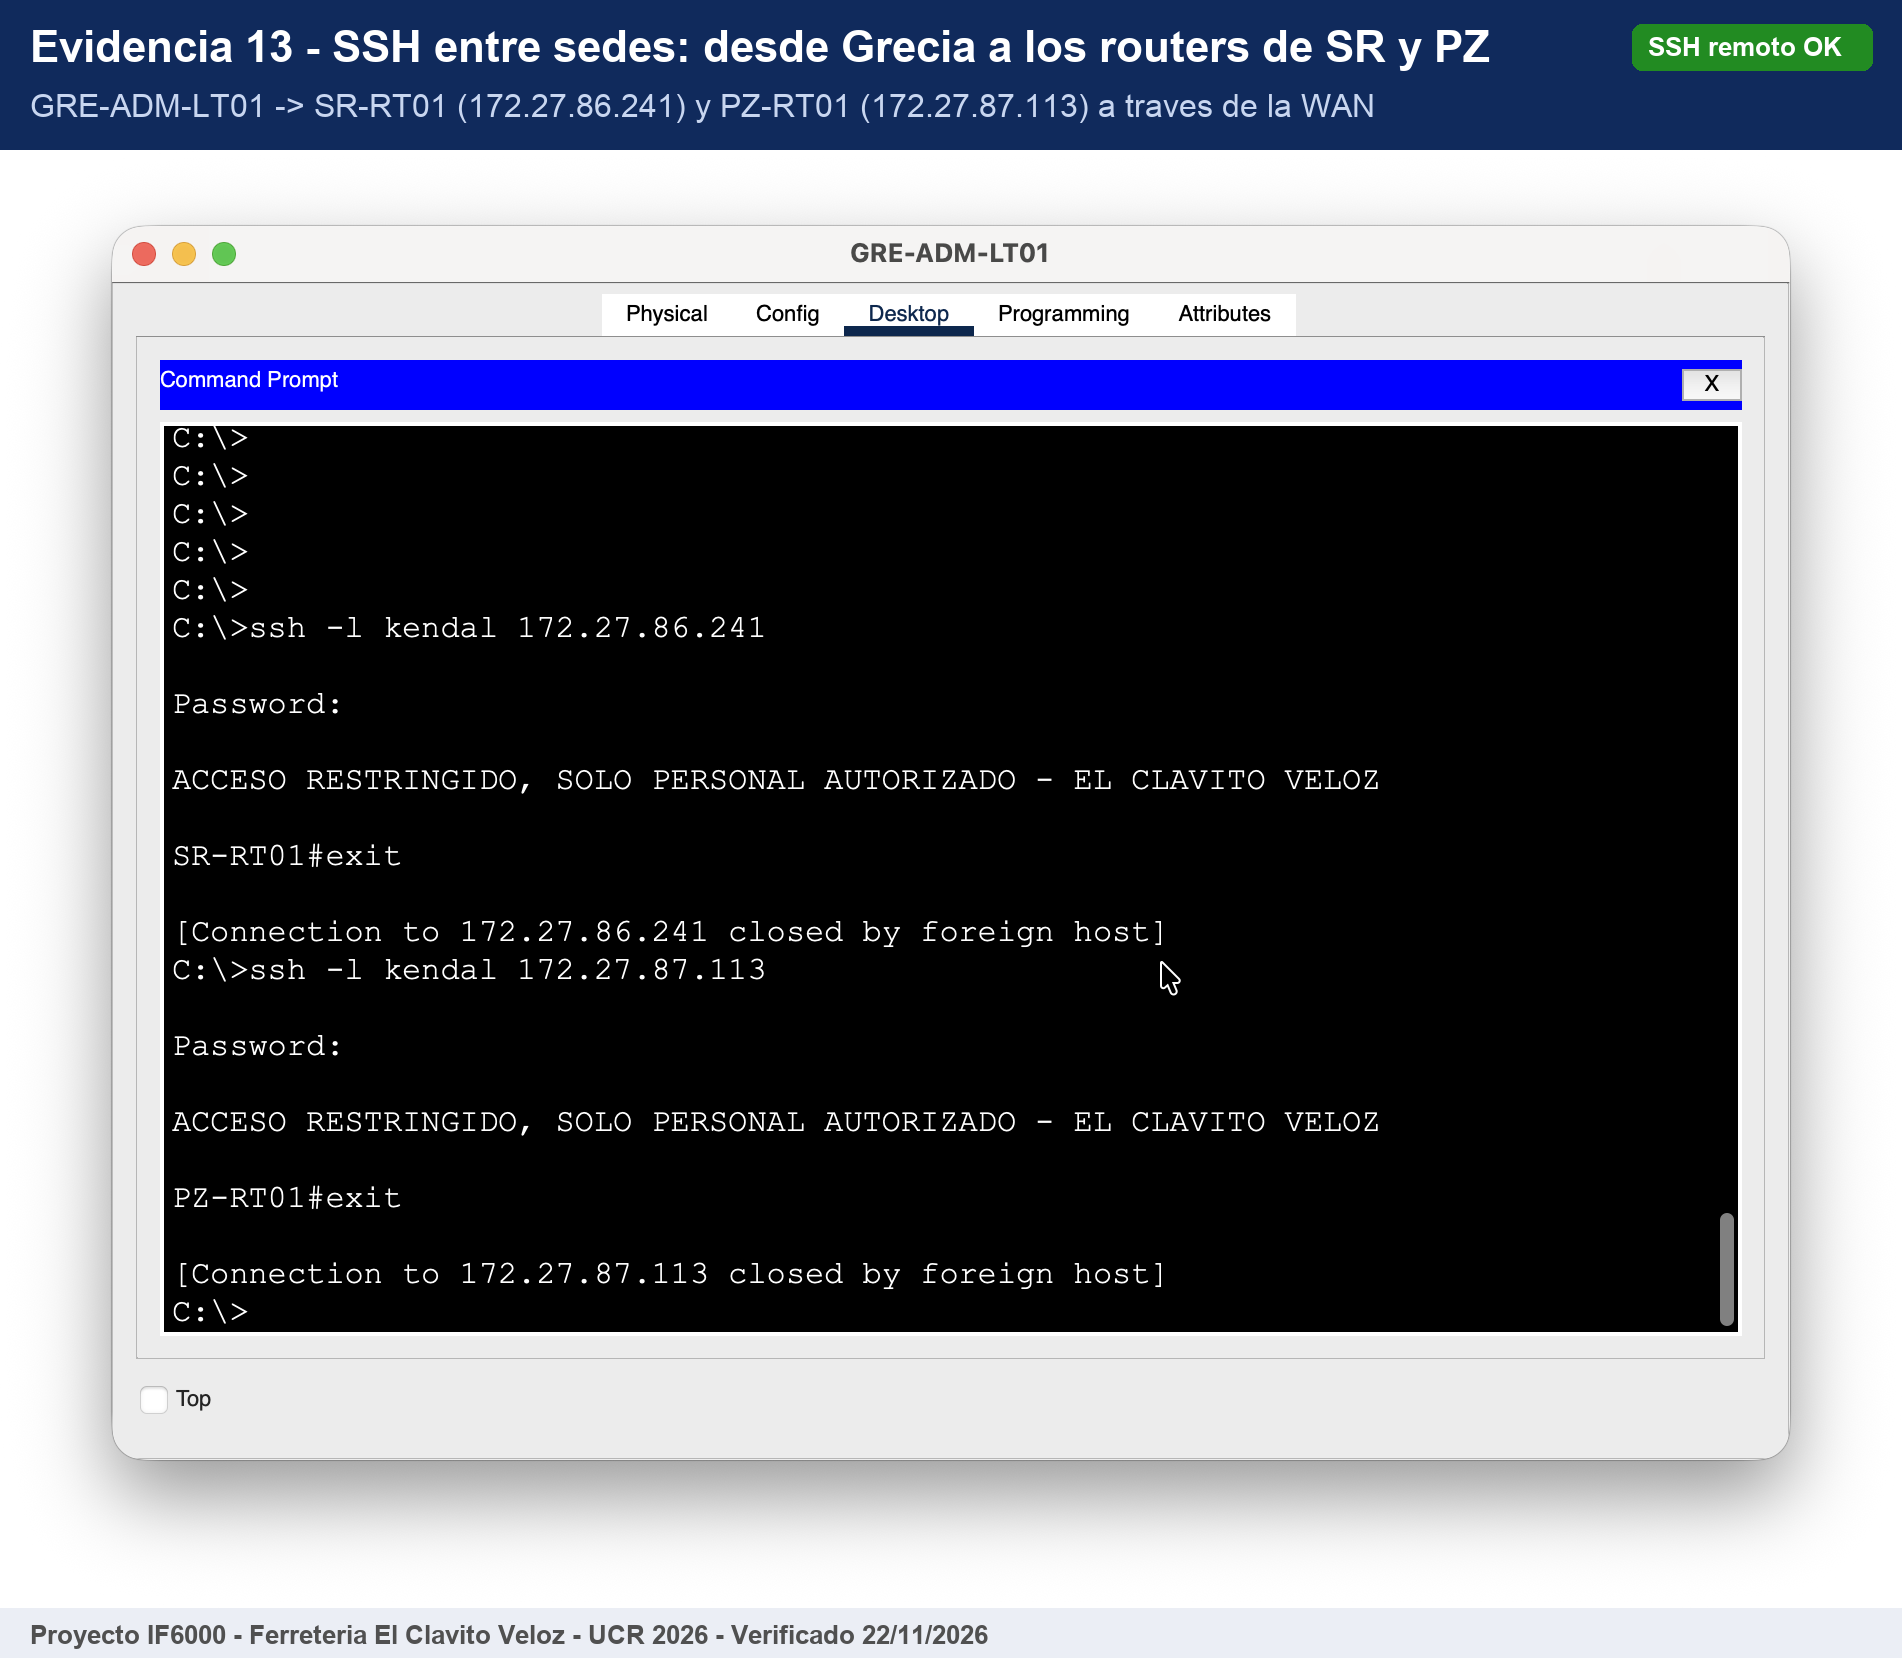 Evidencia 13 - SSH entre sedes: desde Grecia a los routers de SR y PZ
SSH remoto OK
GRE-ADM-LT01 -> SR-RT01 (172.27.86.241) y PZ-RT01 (172.27.87.113) a traves de la WAN
GRE-ADM-LT01
Physical Config Desktop Programming Attributes
Command Prompt
X
C:\>
C:\>
C:\>
C:\>
C:\>
C:\>ssh -l kendal 172.27.86.241
Password:
ACCESO RESTRINGIDO, SOLO PERSONAL AUTORIZADO - EL CLAVITO VELOZ
SR-RT01#exit
[Connection to 172.27.86.241 closed by foreign host]
C:\>ssh -l kendal 172.27.87.113
Password:
ACCESO RESTRINGIDO, SOLO PERSONAL AUTORIZADO - EL CLAVITO VELOZ
PZ-RT01#exit
[Connection to 172.27.87.113 closed by foreign host]
C:\>
Top
Proyecto IF6000 - Ferreteria El Clavito Veloz - UCR 2026 - Verificado 22/11/2026